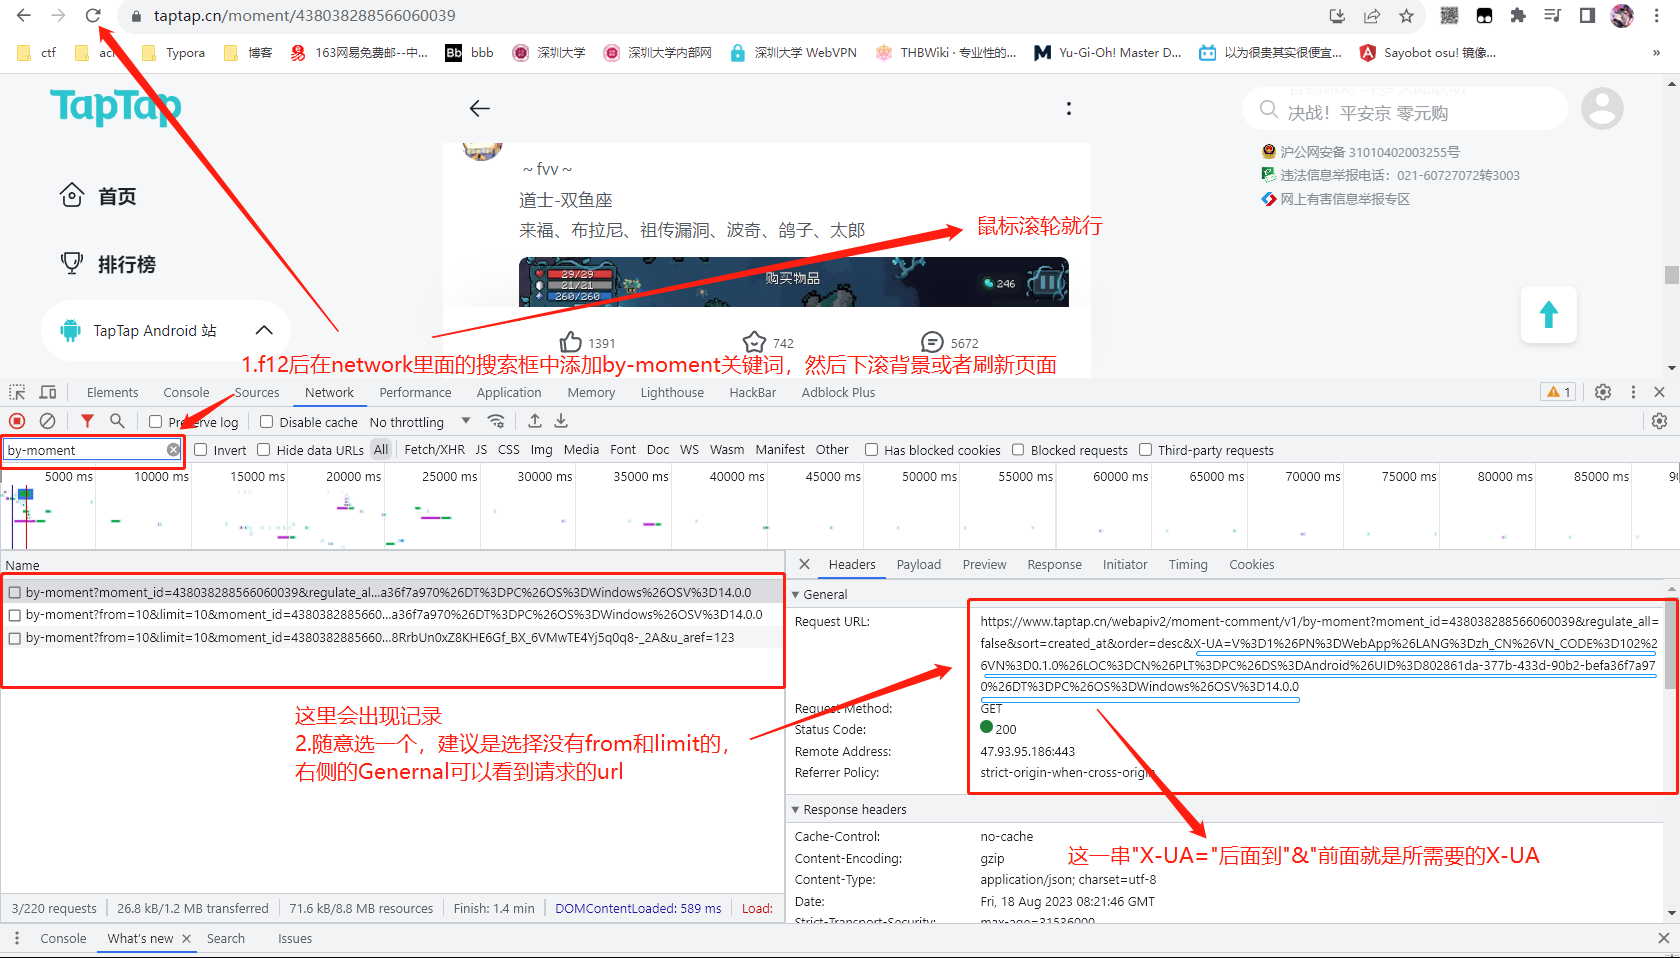 taptap.cn/moment/438038288566060039
ctf
Typora
博客
163网易免费邮--中...
Bb
bbb
深圳大学
深圳大学内部网
深圳大学 WebVPN
THBWiki · 专业性的...
Yu-Gi-Oh! Master D...
以为很贵其实很便宜...
Sayobot osu! 镜像...
»
TapTap
决战！平安京 零元购
~ fvv ~
沪公网安备 31010402003255号
违法信息举报电话：021-60727072转3003
网上有害信息举报专区
首页
道士-双鱼座
来福、布拉尼、祖传漏洞、波奇、鸽子、太郎
鼠标滚轮就行
排行榜
29/29
21/21
260/260
购买物品
246
TapTap Android 站
1391
742
5672
1.f12后在network里面的搜索框中添加by-moment关键词，然后下滚背景或者刷新页面
Elements
Console
Sources
Network
Performance
Application
Memory
Lighthouse
HackBar
Adblock Plus
1
Preserve log
Disable cache
No throttling
by-moment
Invert
Hide data URLs
All
Fetch/XHR
JS
CSS
Img
Media
Font
Doc
WS
Wasm
Manifest
Other
Has blocked cookies
Blocked requests
Third-party requests
5000 ms
10000 ms
15000 ms
20000 ms
25000 ms
30000 ms
35000 ms
40000 ms
45000 ms
50000 ms
55000 ms
60000 ms
65000 ms
70000 ms
75000 ms
80000 ms
85000 ms
Name
by-moment?moment_id=438038288566060039&regulate_al...a36f7a970%26DT%3DPC%26OS%3DWindows%26OSV%3D14.0.0
by-moment?from=10&limit=10&moment_id=4380382885660...a36f7a970%26DT%3DPC%26OS%3DWindows%26OSV%3D14.0.0
by-moment?from=10&limit=10&moment_id=4380382885660...8RrbUn0xZ8KHE6Gf_BX_6VMwTE4Yj5q0q8-_2A&u_aref=123
这里会出现记录
2.随意选一个，建议是选择没有from和limit的，
右侧的Genernal可以看到请求的url
Headers
Payload
Preview
Response
Initiator
Timing
Cookies
General
Request URL:
https://www.taptap.cn/webapiv2/moment-comment/v1/by-moment?moment_id=438038288566060039&regulate_all=
false&sort=created_at&order=desc&X-UA=V%3D1%26PN%3DWebApp%26LANG%3Dzh_CN%26VN_CODE%3D102%2
6VN%3D0.1.0%26LOC%3DCN%26PLT%3DPC%26DS%3DAndroid%26UID%3D802861da-377b-433d-90b2-befa36f7a97
0%26DT%3DPC%26OS%3DWindows%26OSV%3D14.0.0
Request Method:
GET
Status Code:
200
Remote Address:
47.93.95.186:443
Referrer Policy:
strict-origin-when-cross-origin
Response headers
Cache-Control:
no-cache
Content-Encoding:
gzip
Content-Type:
application/json; charset=utf-8
Date:
Fri, 18 Aug 2023 08:21:46 GMT
Strict-Transport-Security:
max-age=31536000
这一串"X-UA="后面到"&"前面就是所需要的X-UA
3/220 requests
26.8 kB/1.2 MB transferred
71.6 kB/8.8 MB resources
Finish: 1.4 min
DOMContentLoaded: 589 ms
Load:
Console
What's new
Search
Issues